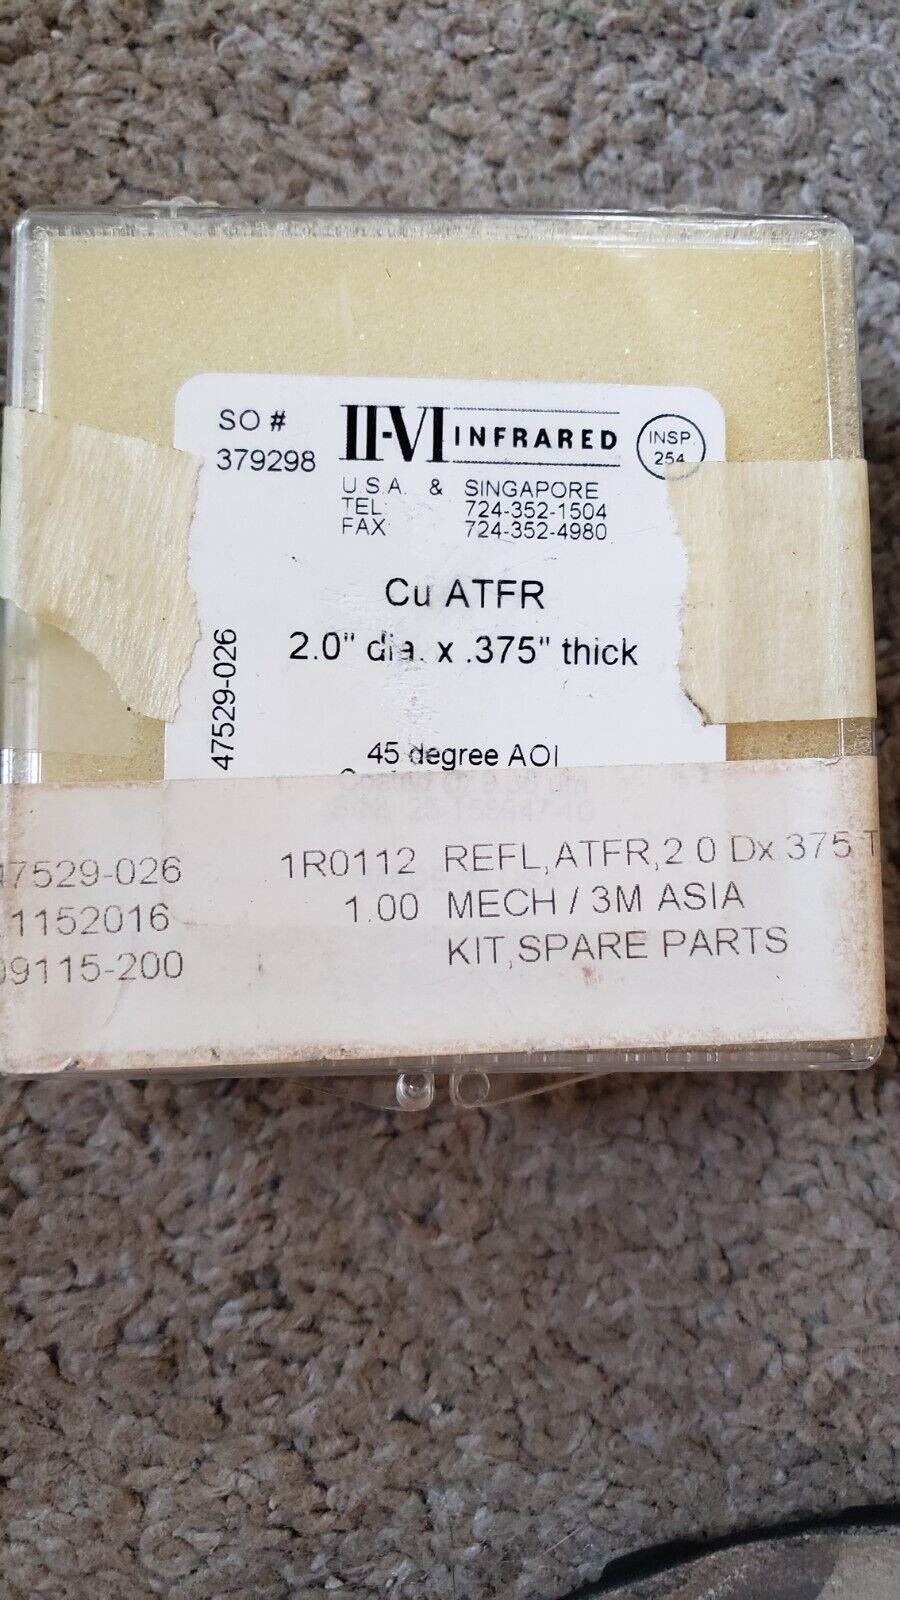 SO #
379298
II-VI INFRARED
INSP.
254
U.S.A. & SINGAPORE
TEL: 724-352-1504
FAX: 724-352-4980
Cu ATFR
2.0" dia. x .375" thick
47529-026
45 degree AOI
47529-026 1R0112 REFL,ATFR,2.0 Dx.375 T
1152016 1.00 MECH / 3M ASIA
09115-200 KIT,SPARE PARTS